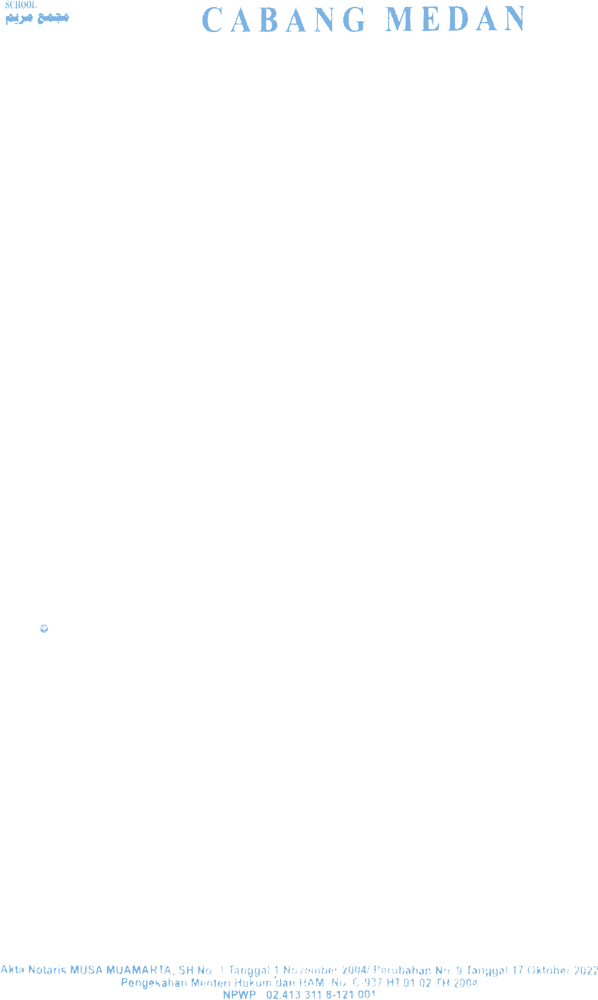 SCHOOL
مجتمع مريم
CABANG MEDAN
Akta Notaris MUSA MUAMARTA, SH No 1 Tanggal 1 November 2004/ Perubahan No 9 Tanggal 17 Oktober 2022
Pengesahan Menteri Hukum dan HAM No C-937.HT 01 02 TH 2004
NPWP 02.413 311 8-121 001